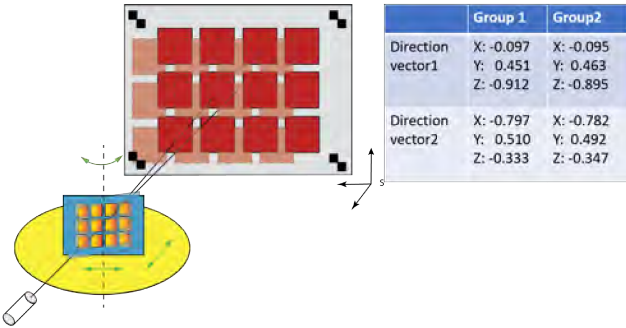 Group 1 Group2
Direction X: -0.097 X: -0.095
vector1 Y: 0.451 Y: 0.463
Z: -0.912 Z: -0.895
Direction X: -0.797 X: -0.782
vector2 Y: 0.510 Y: 0.492
Z: -0.333 Z: -0.347
S